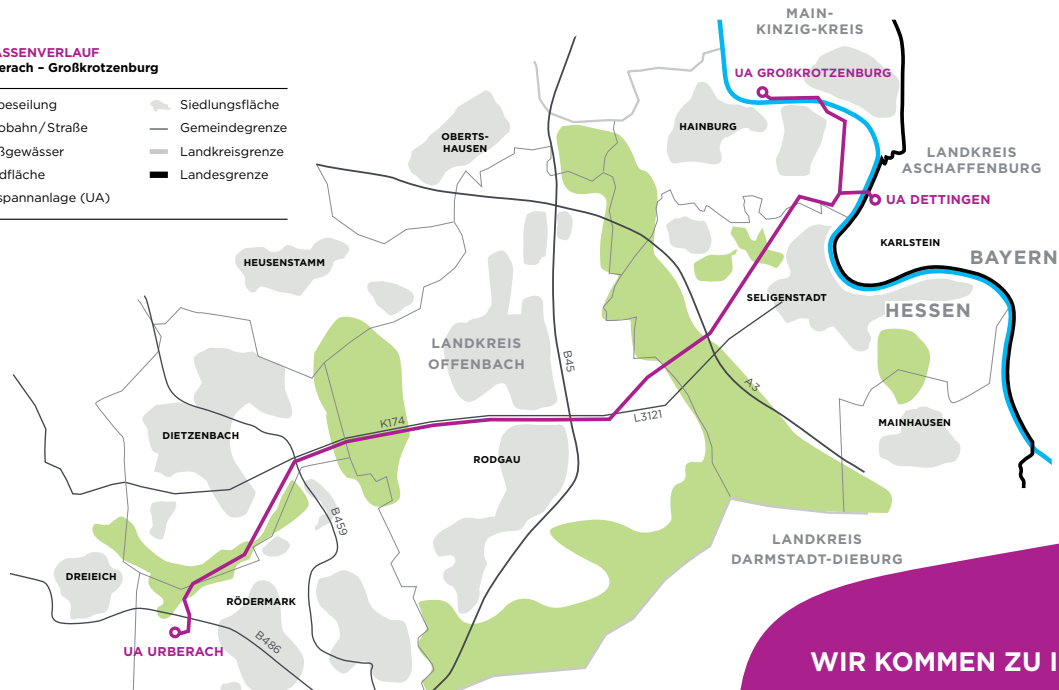 MAIN-
KINZIG-KREIS
ASSENVERLAUF
erach – Großkrotzenburg
UA GROßKROTZENBURG
beseilung
Siedlungsfläche
obahn/Straße
Gemeindegrenze
ßgewässer
Landkreisgrenze
dfläche
Landesgrenze
spannanlage (UA)
OBERTS-
HAUSEN
HAINBURG
LANDKREIS
ASCHAFFENBURG
UA DETTINGEN
KARLSTEIN
BAYERN
HEUSENSTAMM
SELIGENSTADT
HESSEN
LANDKREIS
OFFENBACH
B45
A3
L3121
K174
MAINHAUSEN
DIETZENBACH
RODGAU
B459
LANDKREIS
DARMSTADT-DIEBURG
DREIEICH
RÖDERMARK
B486
UA URBERACH
WIR KOMMEN ZU I